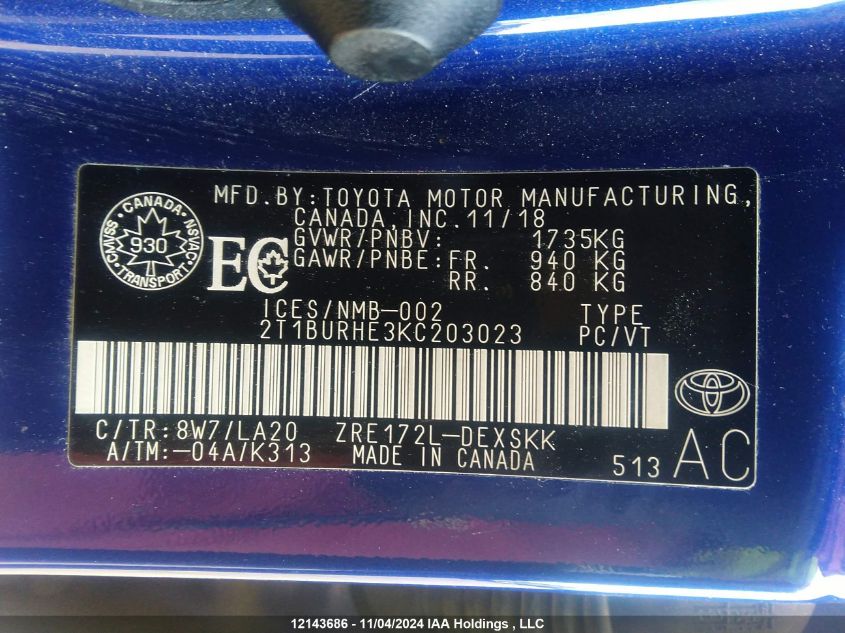 MFD.BY:TOYOTA MOTOR MANUFACTURING,
CANADA,INC.11/18
GVWR/PNBV: 1735KG
GAWR/PNBE:FR. 940 KG
RR. 840 KG
CANADA
CMVSS 930 NSVAC
TRANSPORT
EC
ICES/NMB-002 TYPE
2T1BURHE3KC203023 PC/VT
C/TR:8W7/LA20 ZRE172L-DEXSKK
A/TM:-04A/K313 MADE IN CANADA 513 AC
12143686 - 11/04/2024 IAA Holdings , LLC